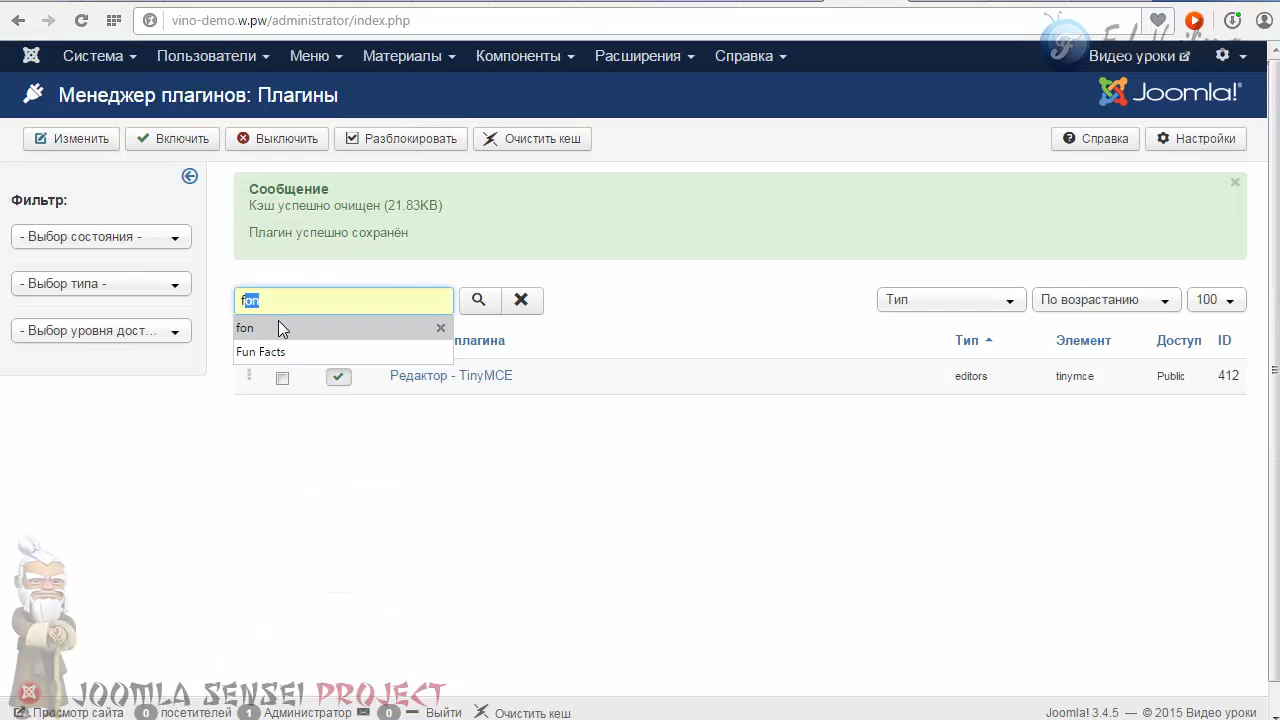 vino-demo.w.pw/administrator/index.php
Система Пользователи Меню Материалы Компоненты Расширения Справка Видео уроки
Менеджер плагинов: Плагины
Joomla!
Изменить Включить Выключить Разблокировать Очистить кеш Справка Настройки
Фильтр:
- Выбор состояния -
- Выбор типа -
- Выбор уровня дост...
Сообщение
Кэш успешно очищен (21.83KB)
Плагин успешно сохранён
fon
fon
Fun Facts
Тип По возрастанию 100
плагина Тип Элемент Доступ ID
Редактор - TinyMCE editors tinymce Public 412
JOOMLA SENSEI PROJECT
Просмотр сайта 0 посетителей 1 Администратор 0 Выйти Очистить кеш Joomla! 3.4.5 — © 2015 Видео уроки